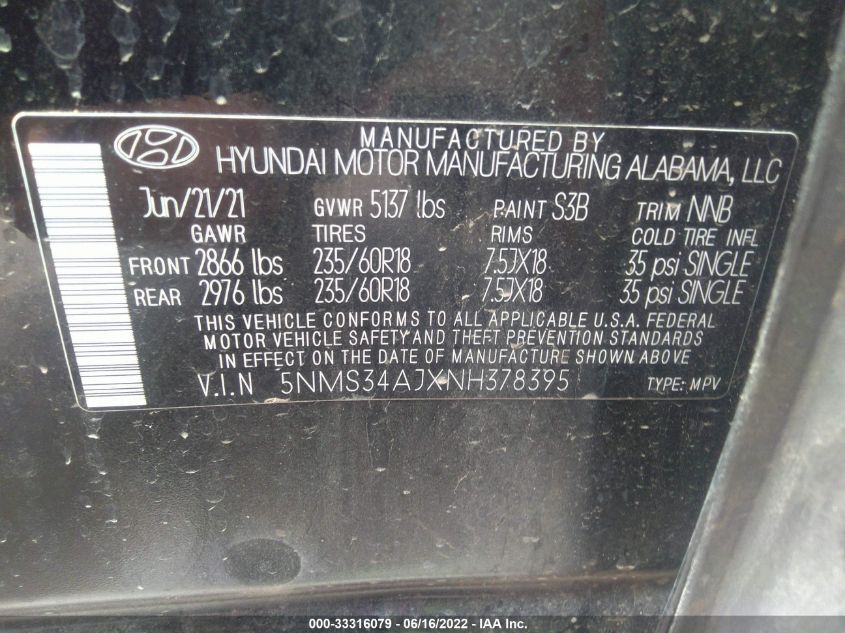 MANUFACTURED BY
HYUNDAI MOTOR MANUFACTURING ALABAMA, LLC
Jun/21/21 GVWR 5137 lbs PAINT S3B TRIM NNB
GAWR TIRES RIMS COLD TIRE INFL
FRONT 2866 lbs 235/60R18 7.5JX18 35 psi SINGLE
REAR 2976 lbs 235/60R18 7.5JX18 35 psi SINGLE
THIS VEHICLE CONFORMS TO ALL APPLICABLE U.S.A. FEDERAL
MOTOR VEHICLE SAFETY AND THEFT PREVENTION STANDARDS
IN EFFECT ON THE DATE OF MANUFACTURE SHOWN ABOVE
V.I.N 5NMS34AJXNH378395 TYPE: MPV
000-33316079 - 06/16/2022 - © IAA, Inc.